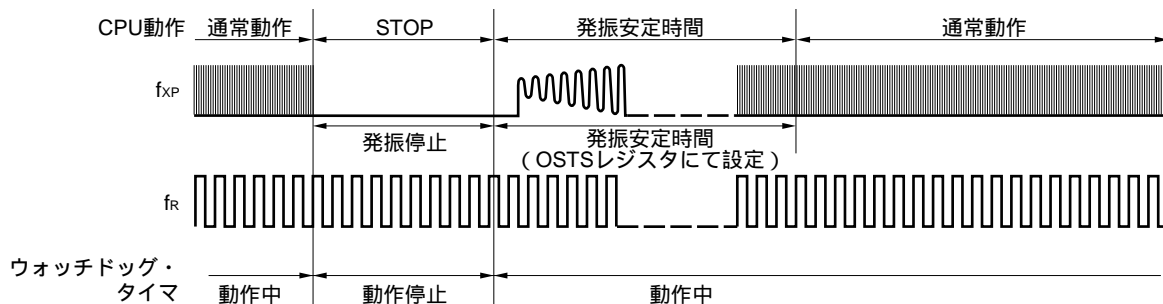 CPU動作 通常動作 STOP 発振安定時間 通常動作
fXP
発振停止 発振安定時間
(OSTSレジスタにて設定)
fR
ウォッチドッグ・
タイマ 動作中 動作停止 動作中